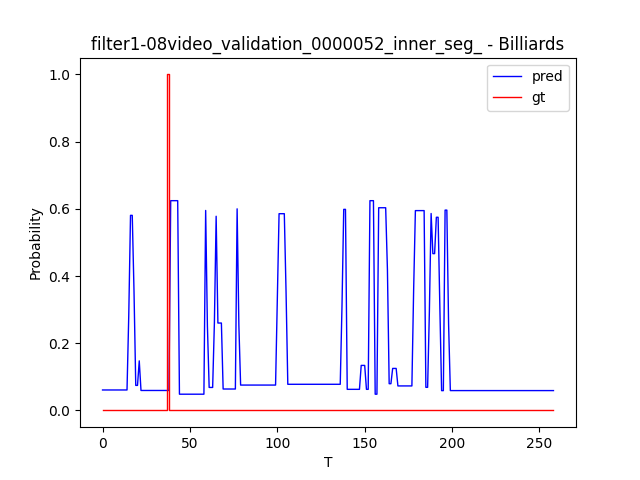 filter1-08video_validation_0000052_inner_seg_ - Billiards
pred
gt
1.0
0.8
0.6
0.4
0.2
0.0
Probability
0
50
100
150
200
250
T